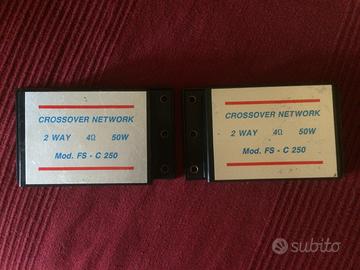 CROSSOVER NETWORK
2 WAY 4Ω 50W
Mod. FS - C 250
CROSSOVER NETWORK
2 WAY 4Ω 50W
Mod. FS - C 250
subito